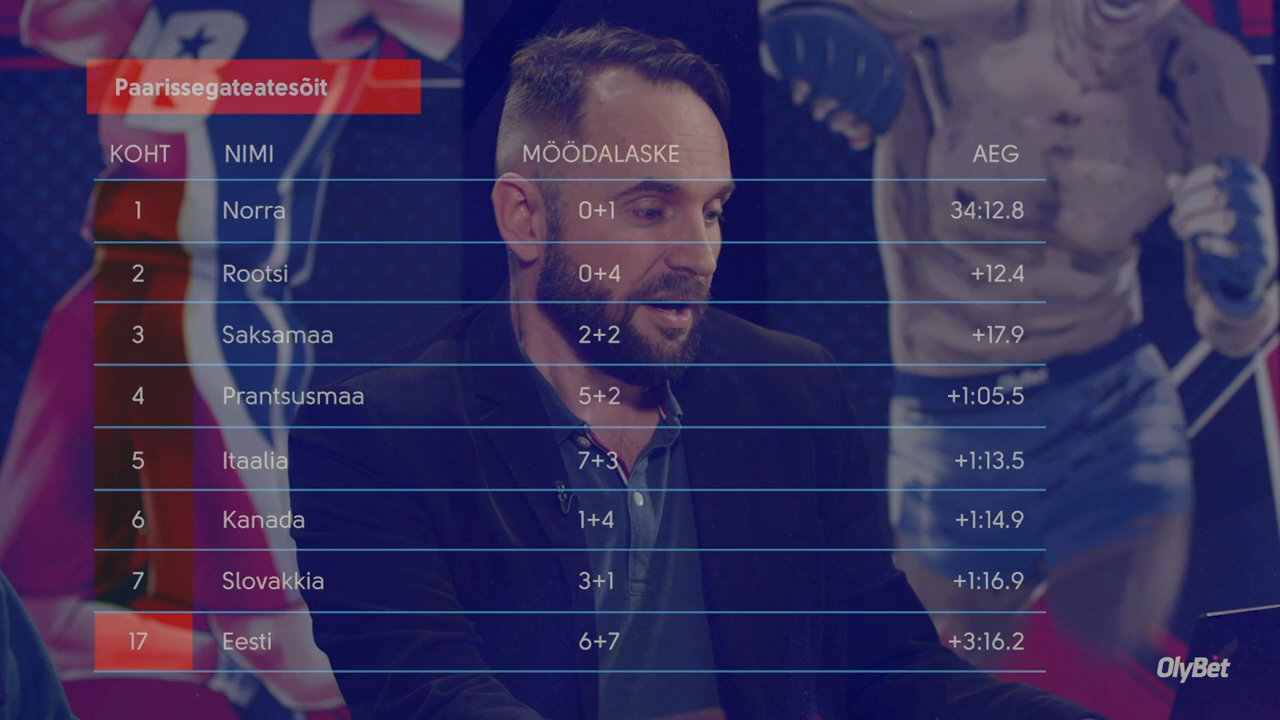 Paarissegateatesõit
KOHT NIMI MÖÖDALASKE AEG
1 Norra 0+1 34:12.8
2 Rootsi 0+4 +12.4
3 Saksamaa 2+2 +17.9
4 Prantsusmaa 5+2 +1:05.5
5 Itaalia 7+3 +1:13.5
6 Kanada 1+4 +1:14.9
7 Slovakkia 3+1 +1:16.9
17 Eesti 6+7 +3:16.2
OlyBet